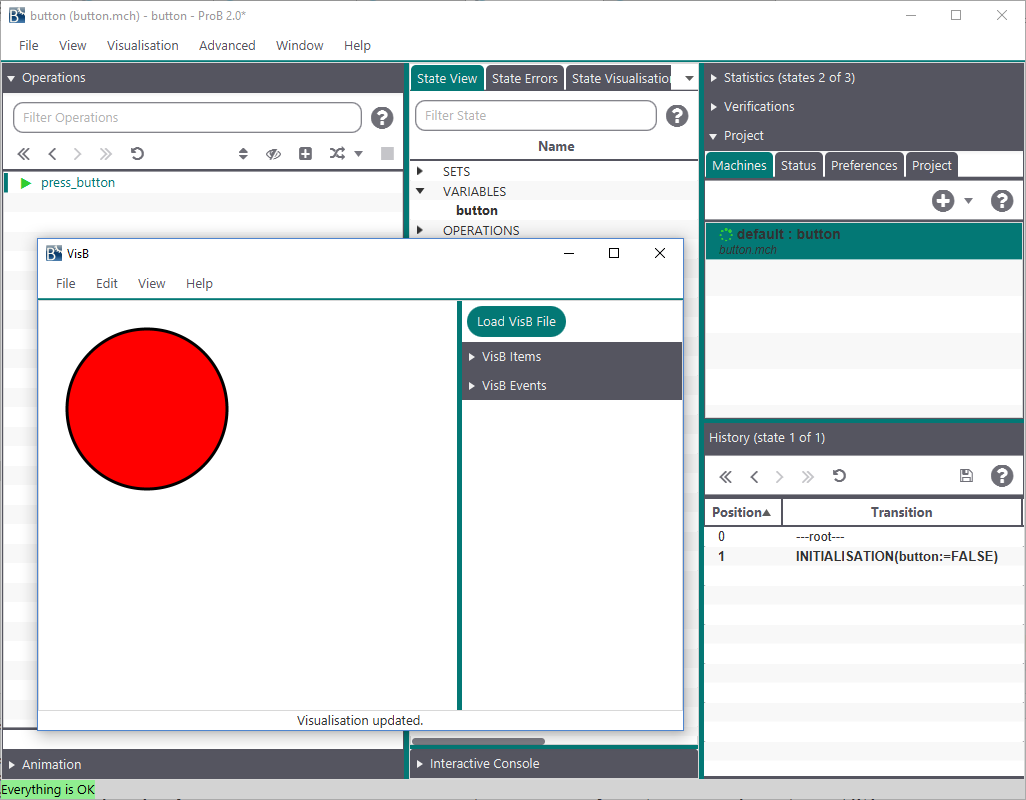 button (button.mch) - button - ProB 2.0*
File View Visualisation Advanced Window Help
Operations
Filter Operations
?
press_button
State View State Errors State Visualisation
Filter State
?
Name
SETS
VARIABLES
button
OPERATIONS
Statistics (states 2 of 3)
Verifications
Project
Machines Status Preferences Project
?
default : button
button.mch
VisB
File Edit View Help
Load VisB File
VisB Items
VisB Events
Visualisation updated.
History (state 1 of 1)
?
Position Transition
0 ---root---
1 INITIALISATION(button:=FALSE)
Animation
Interactive Console
Everything is OK